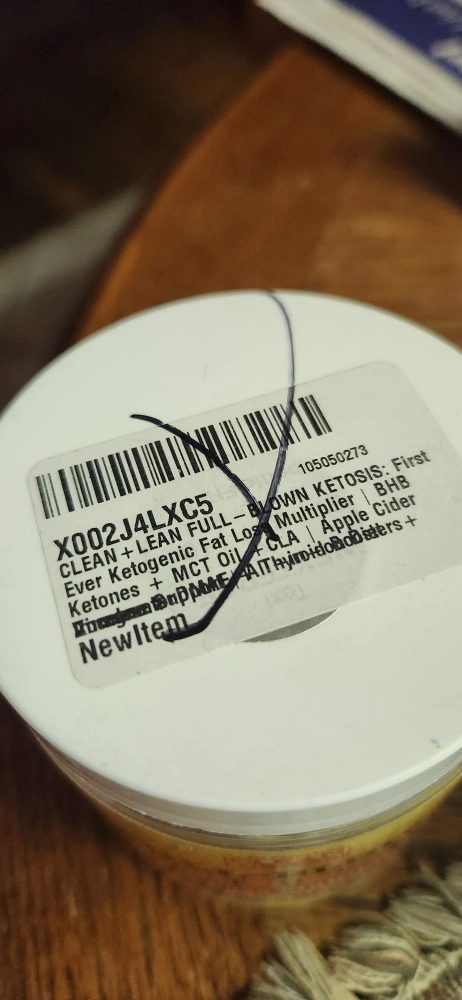 105050273
X002J4LXC5
CLEAN + LEAN FULL-BLOWN KETOSIS: First
Ever Ketogenic Fat Loss Multiplier | BHB
Ketones + MCT Oil + CLA | Apple Cider
NewItem